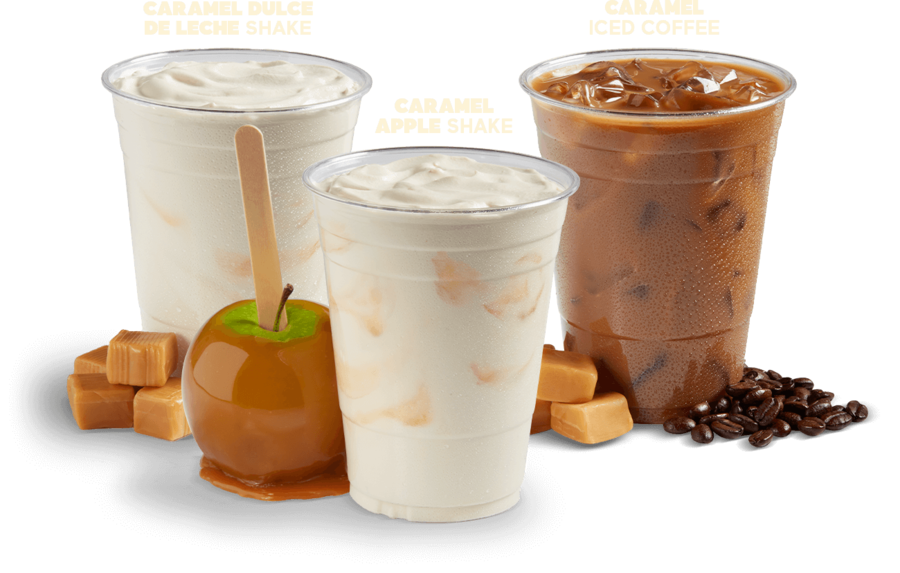 CARAMEL DULCE
DE LECHE SHAKE
CARAMEL
APPLE SHAKE
CARAMEL
ICED COFFEE